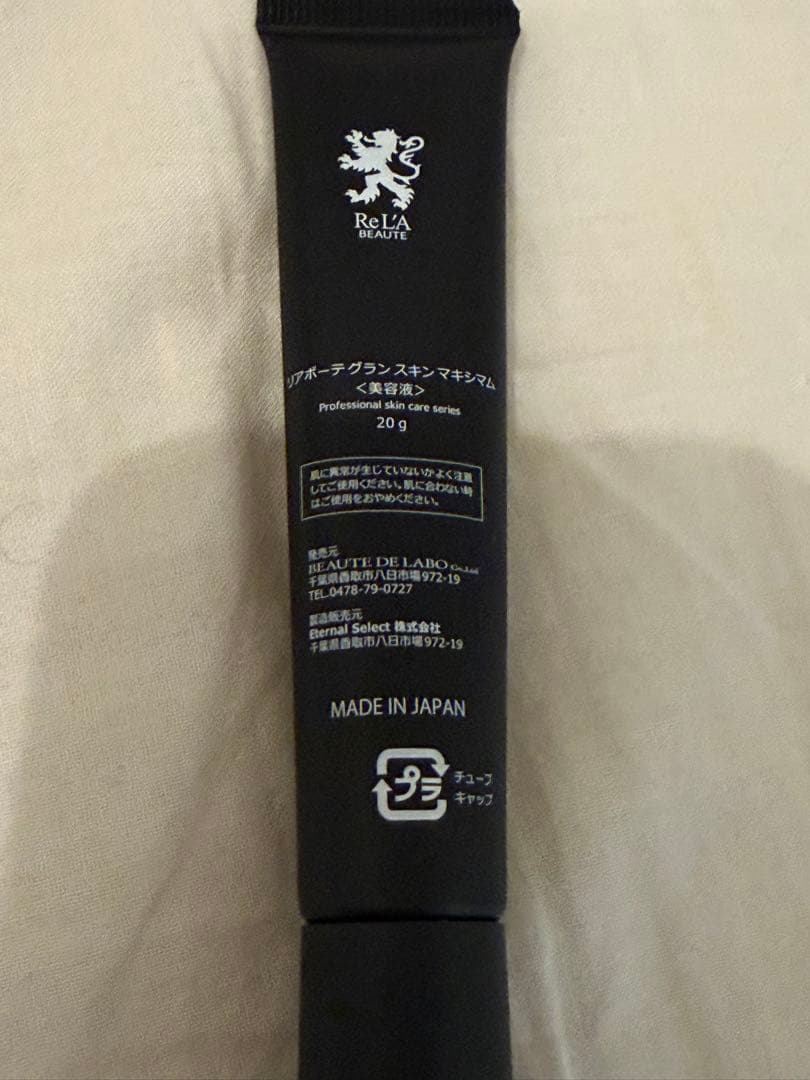 ReL'A
BEAUTE
リアボーテ グラン スキン マキシマム
<美容液>
Professional skin care series
20 g
肌に異常が生じていないかよく注意
してご使用ください。肌に合わない時
はご使用をおやめください。
発売元
BEAUTE DE LABO Co.,Ltd
千葉県香取市八日市場972-19
TEL.0478-79-0727
製造販売元
Eternal Select 株式会社
千葉県香取市八日市場972-19
MADE IN JAPAN
プラ
チューブ
キャップ